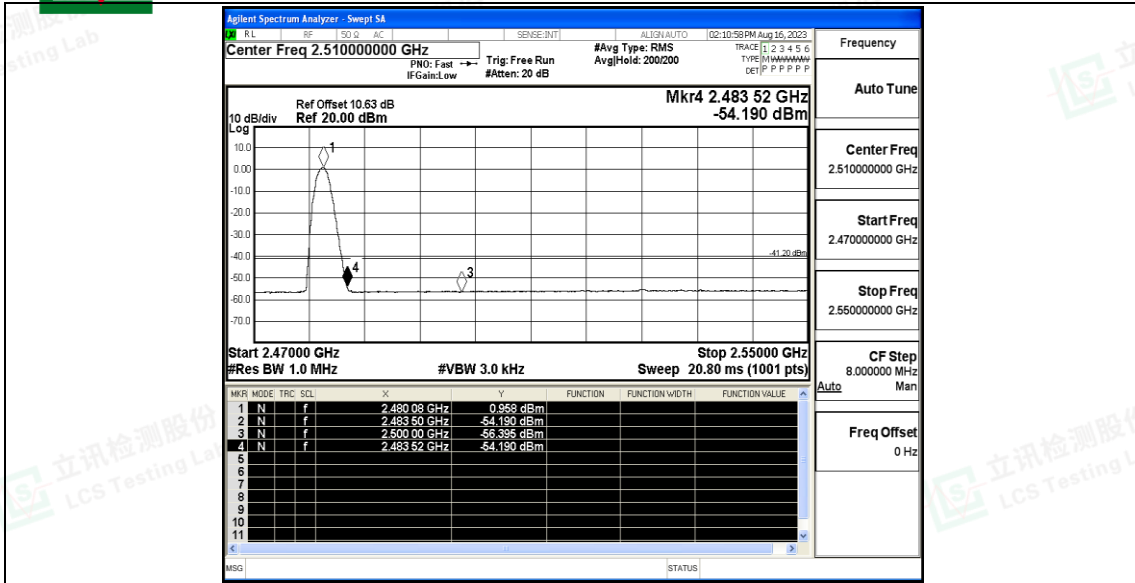 Agilent Spectrum Analyzer - Swept SA
RL RF 50 Ω AC SENSE:INT ALIGNAUTO 02:10:58PM Aug 16, 2023
Center Freq 2.510000000 GHz #Avg Type: RMS TRACE 1 2 3 4 5 6
PNO: Fast Trig: Free Run Avg|Hold: 200/200 TYPE M WWWWW
IFGain:Low #Atten: 20 dB DET P P P P P P
Frequency
Mkr4 2.483 52 GHz
Ref Offset 10.63 dB
-54.190 dBm
10 dB/div Ref 20.00 dBm
Log
10.0
0.00
-10.0
-20.0
-30.0
-40.0
-50.0
-60.0
-70.0
1
4
3
-41.20 dBm
Start 2.47000 GHz Stop 2.55000 GHz
#Res BW 1.0 MHz #VBW 3.0 kHz Sweep 20.80 ms (1001 pts)
MKR MODE TRC SCL X Y FUNCTION FUNCTION WIDTH FUNCTION VALUE
1 N f 2.480 08 GHz 0.958 dBm
2 N f 2.483 50 GHz -54.190 dBm
3 N f 2.500 00 GHz -56.395 dBm
4 N f 2.483 52 GHz -54.190 dBm
5
6
7
8
9
10
11
MSG STATUS
Auto Tune
Center Freq
2.510000000 GHz
Start Freq
2.470000000 GHz
Stop Freq
2.550000000 GHz
CF Step
8.000000 MHz
Auto Man
Freq Offset
0 Hz
立讯检测股份
LCS Testing Lab